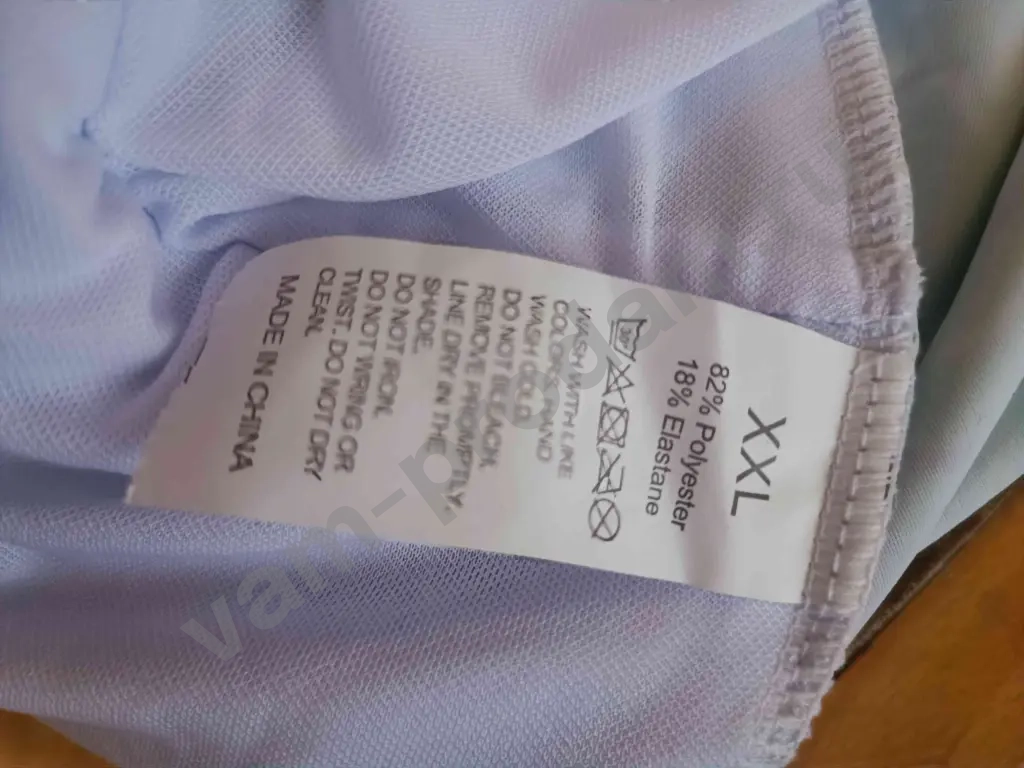 XXL
82% Polyester
18% Elastane
WASH WITH LIKE
COLORS AND
WASH COLD.
DO NOT BLEACH,
REMOVE PROMPTLY,
LINE DRY IN THE
SHADE.
DO NOT IRON.
DO NOT WRING OR
TWIST. DO NOT DRY
CLEAN.
MADE IN CHINA